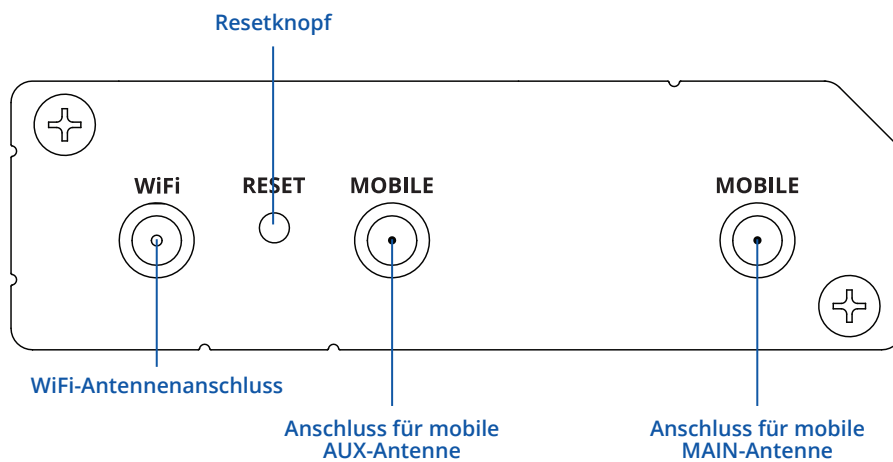 Resetknopf
WiFi
RESET
MOBILE
MOBILE
WiFi-Antennenanschluss
Anschluss für mobile
AUX-Antenne
Anschluss für mobile
MAIN-Antenne